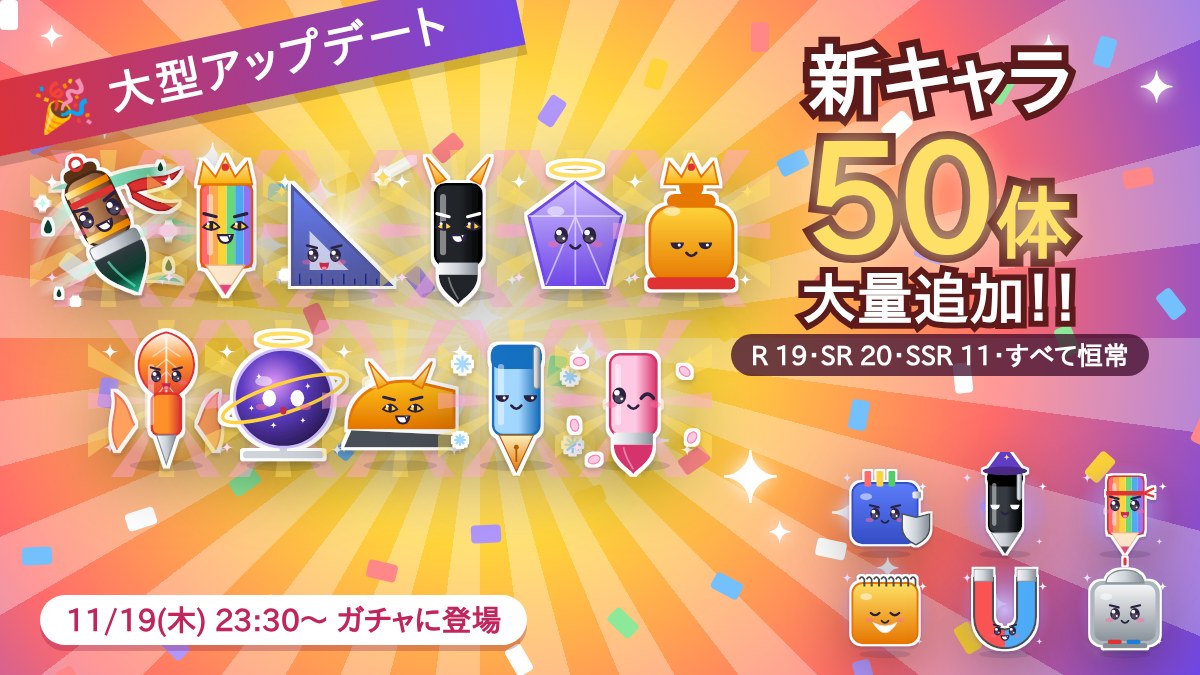 大型アップデート
新キャラ
50体
大量追加!!
R 19・SR 20・SSR 11・すべて恒常
11/19(木) 23:30〜 ガチャに登場